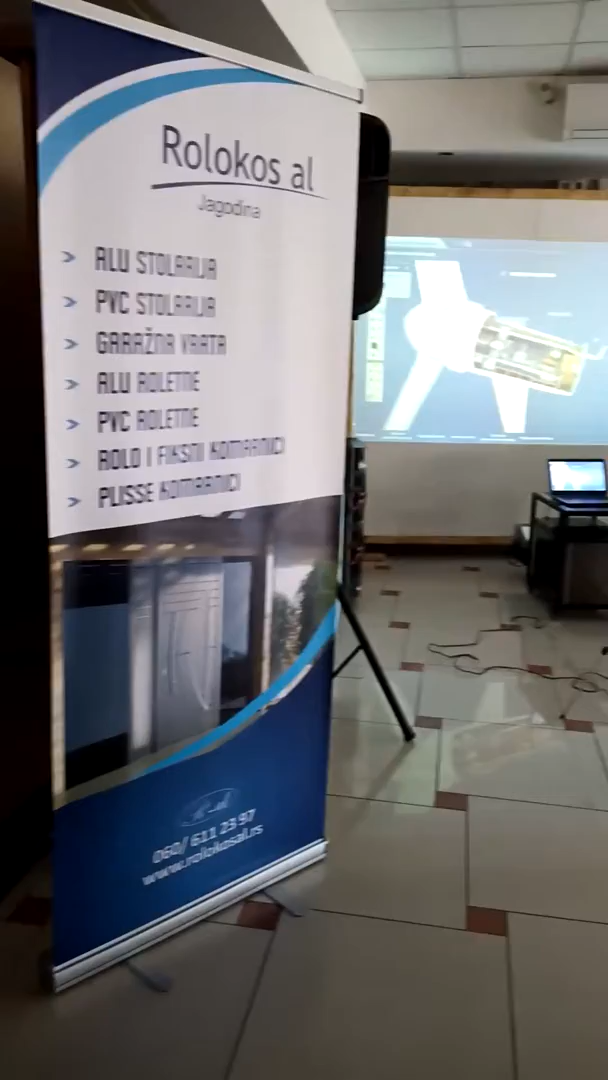 Rolokos al
Jagodina
> ALU STOLARIJA
> PVC STOLARIJA
> GARAŽNA VRATA
> ALU ROLETNE
> PVC ROLETNE
> ROLO I FIKSNI KOMARNICI
> PLISSE KOMARNICI
060/ 611 23 97
www.rolokosal.rs